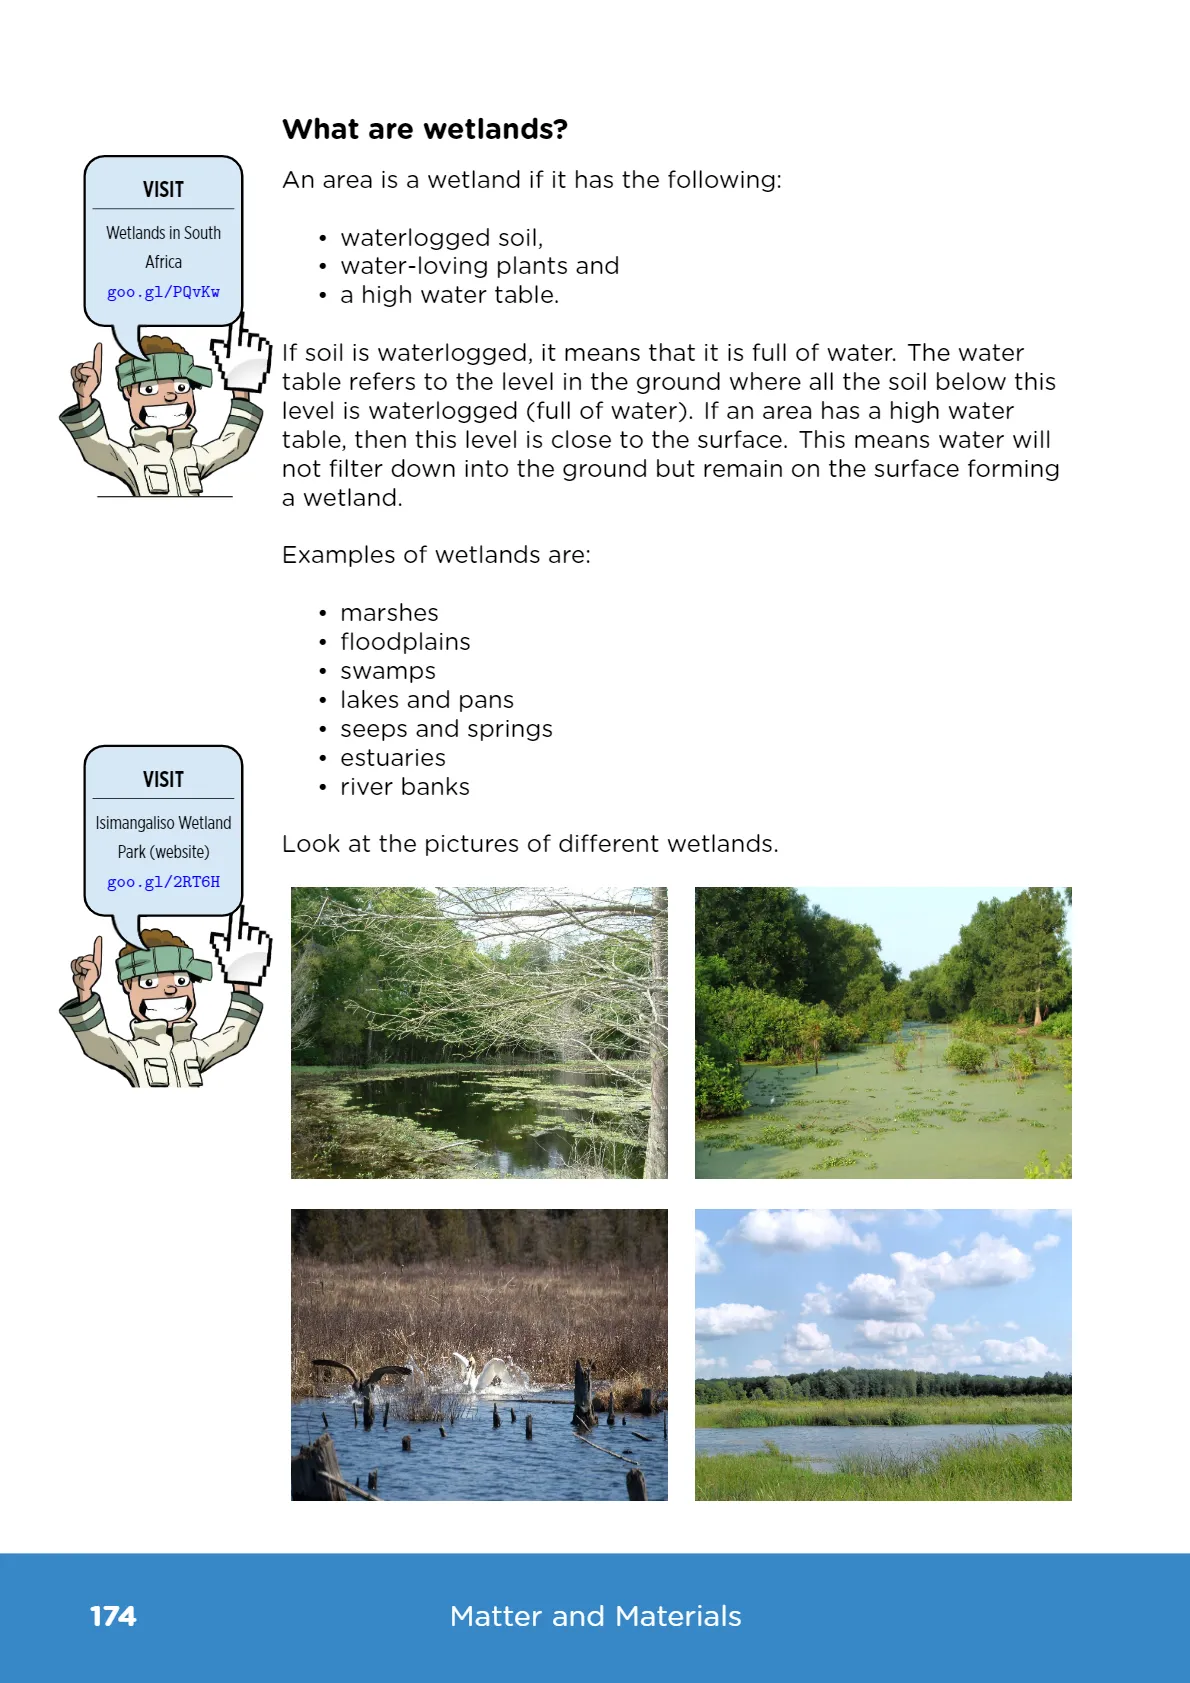 What are wetlands?
An area is a wetland if it has the following:
• waterlogged soil,
• water-loving plants and
• a high water table.
If soil is waterlogged, it means that it is full of water. The water
table refers to the level in the ground where all the soil below this
level is waterlogged (full of water). If an area has a high water
table, then this level is close to the surface. This means water will
not filter down into the ground but remain on the surface forming
a wetland.
Examples of wetlands are:
• marshes
• floodplains
• swamps
• lakes and pans
• seeps and springs
• estuaries
• river banks
Look at the pictures of different wetlands.
VISIT
Wetlands in South
Africa
goo.gl/PQvKw
VISIT
Isimangaliso Wetland
Park (website)
goo.gl/2RT6H
174
Matter and Materials